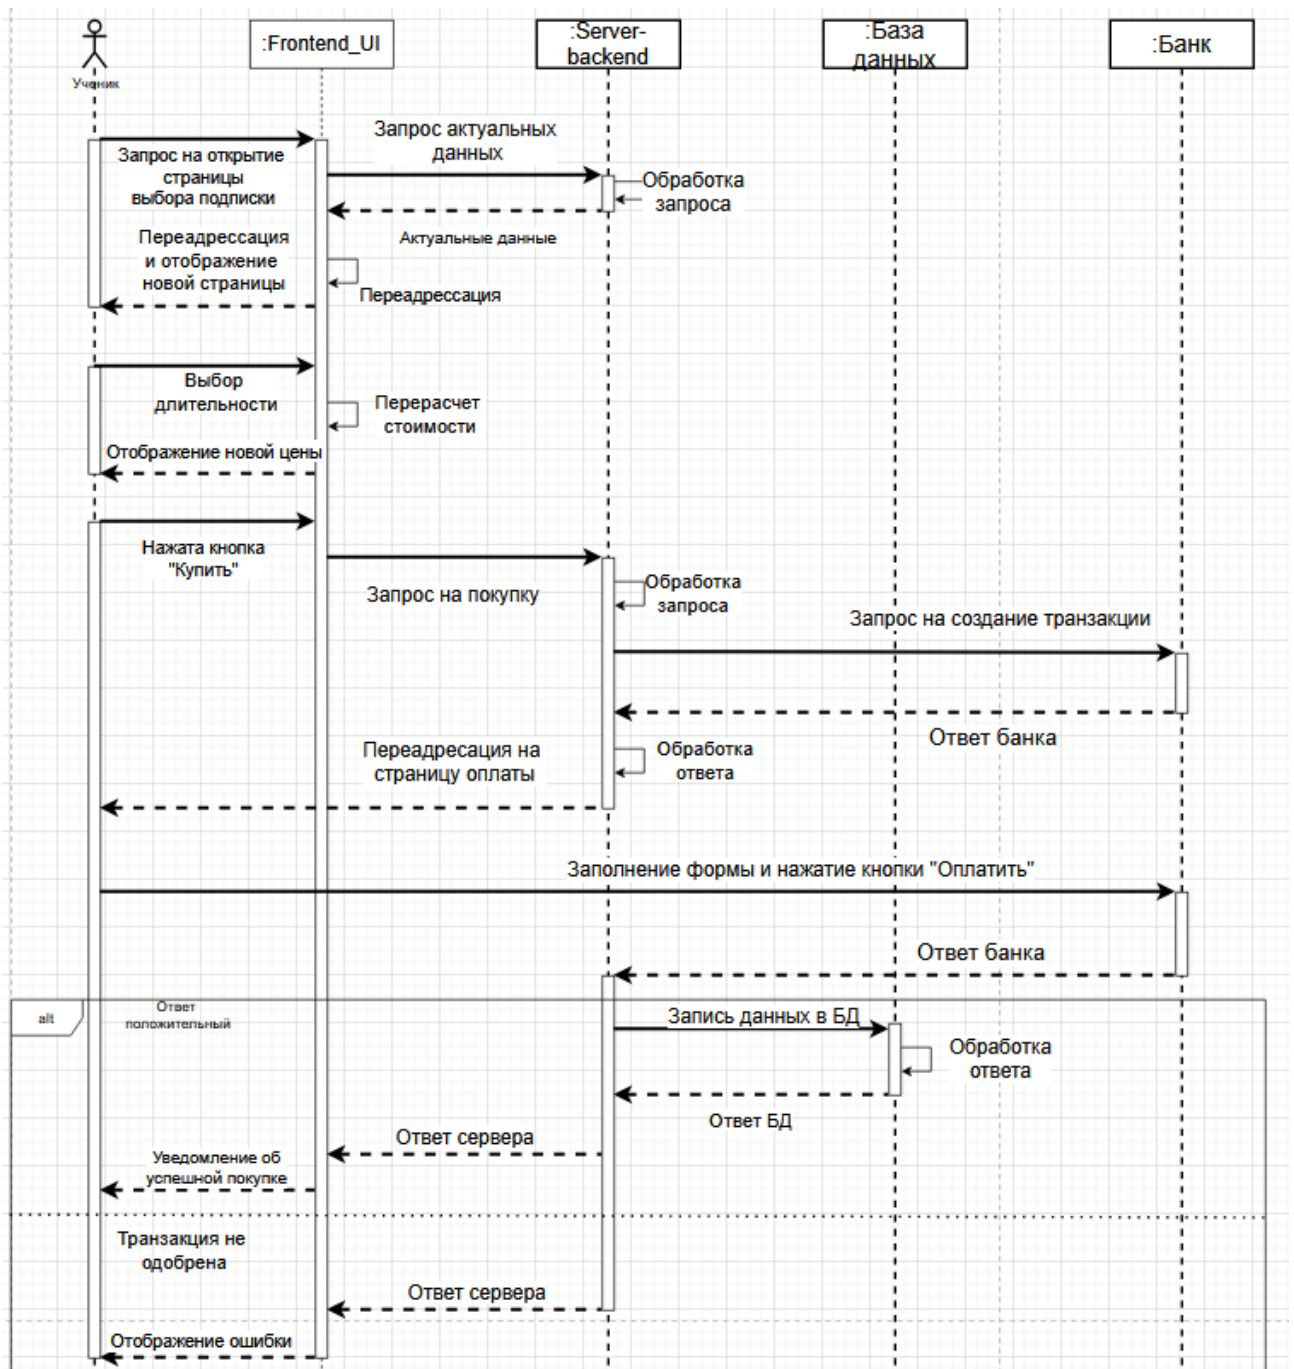 Ученик
:Frontend_UI
:Server-
backend
:База
данных
:Банк
Запрос на открытие
страницы
выбора подписки
Запрос актуальных
данных
Обработка
запроса
Актуальные данные
Переадрессация
и отображение
новой страницы
Переадрессация
Выбор
длительности
Перерасчет
стоимости
Отображение новой цены
Нажата кнопка
"Купить"
Запрос на покупку
Обработка
запроса
Запрос на создание транзакции
Ответ банка
Переадресация на
страницу оплаты
Обработка
ответа
Заполнение формы и нажатие кнопки "Оплатить"
Ответ банка
alt
Ответ
положительный
Запись данных в БД
Обработка
ответа
Ответ БД
Ответ сервера
Уведомление об
успешной покупке
Транзакция не
одобрена
Ответ сервера
Отображение ошибки